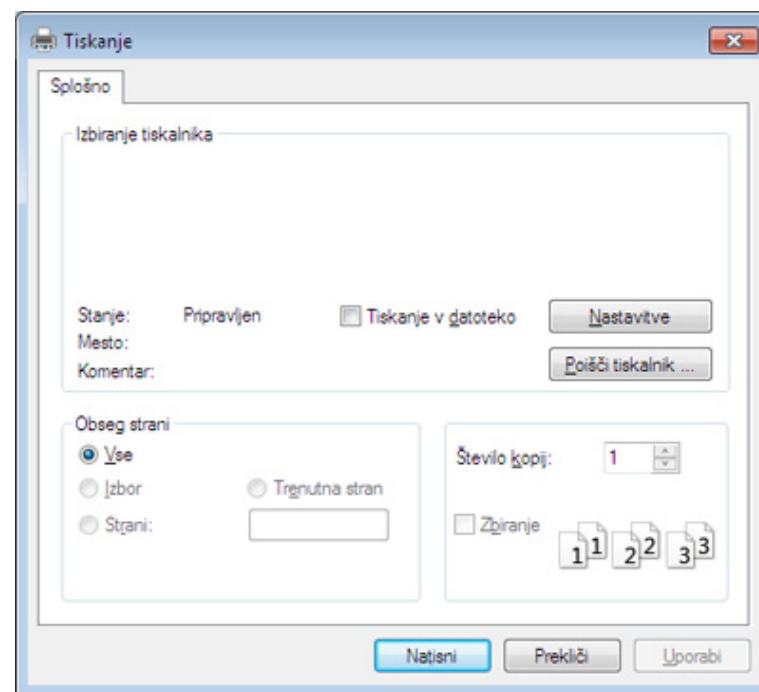 Tiskanje
Splošno
Izbiranje tiskalnika
Stanje: Pripravljen
Tiskanje v datoteko
Nastavitve
Mesto:
Komentar:
Poišči tiskalnik ...
Obseg strani
Vse
Izbor
Trenutna stran
Strani:
Število kopij: 1
Zbiranje
1 1 2 2 3 3
Natisni
Prekliči
Uporabi